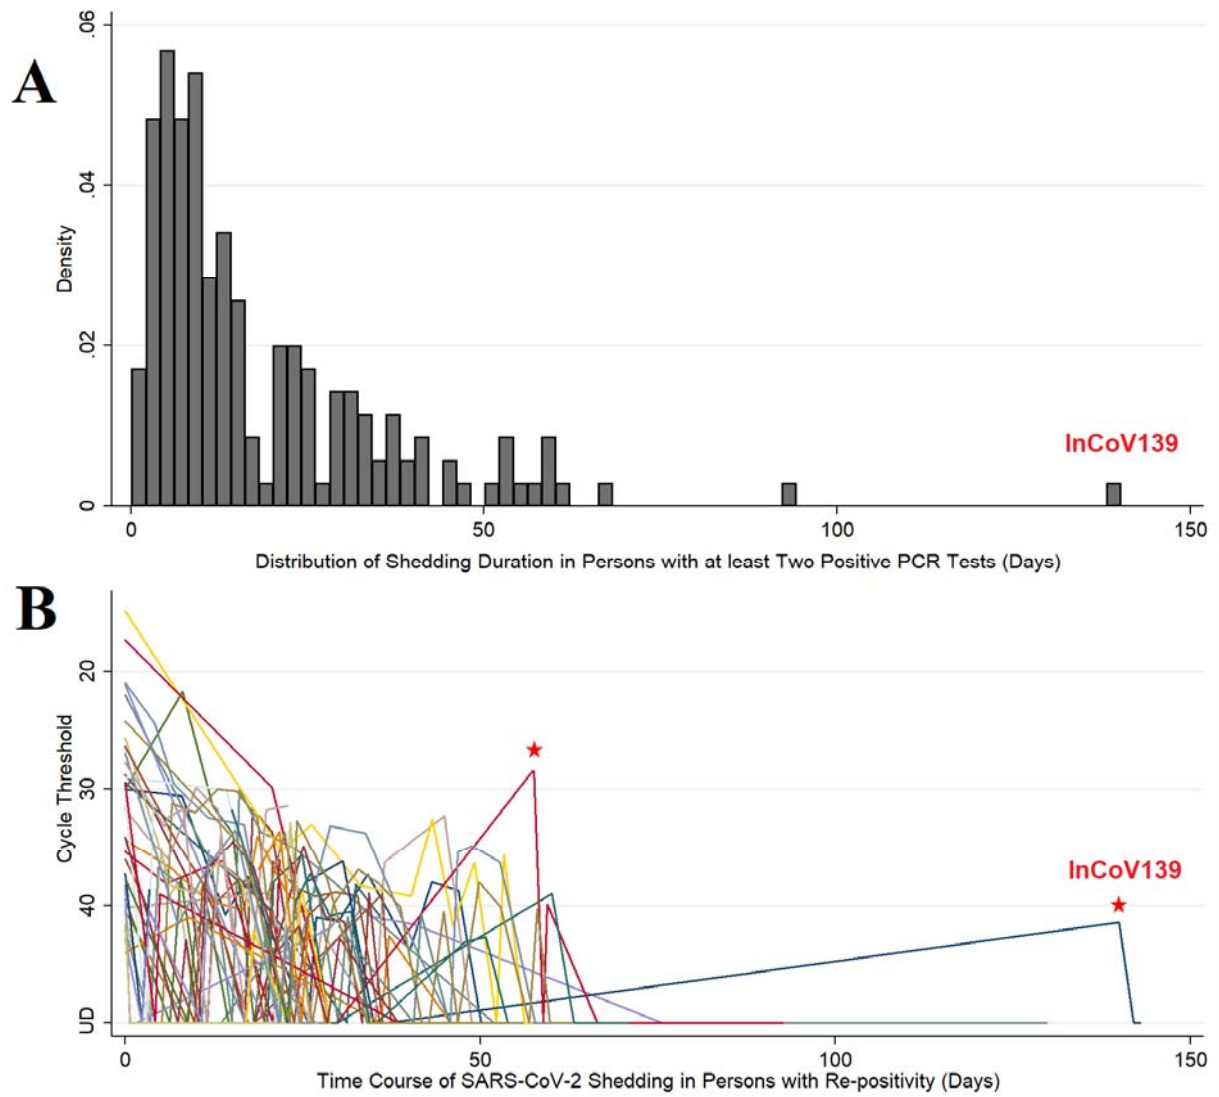 A
Density
.06
.04
.02
0
InCoV139
0 50 100 150
Distribution of Shedding Duration in Persons with at least Two Positive PCR Tests (Days)
B
Cycle Threshold
20
30
40
UD
InCoV139
0 50 100 150
Time Course of SARS-CoV-2 Shedding in Persons with Re-positivity (Days)